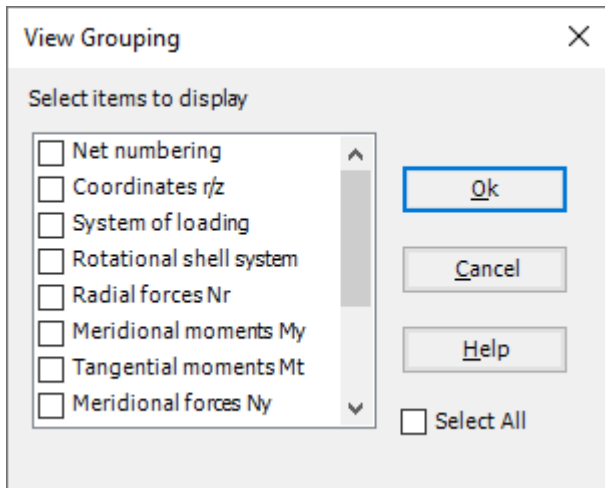 View Grouping
Select items to display
Net numbering
Coordinates r/z
System of loading
Rotational shell system
Radial forces Nr
Meridional moments My
Tangential moments Mt
Meridional forces Ny
Ok
Cancel
Help
Select All